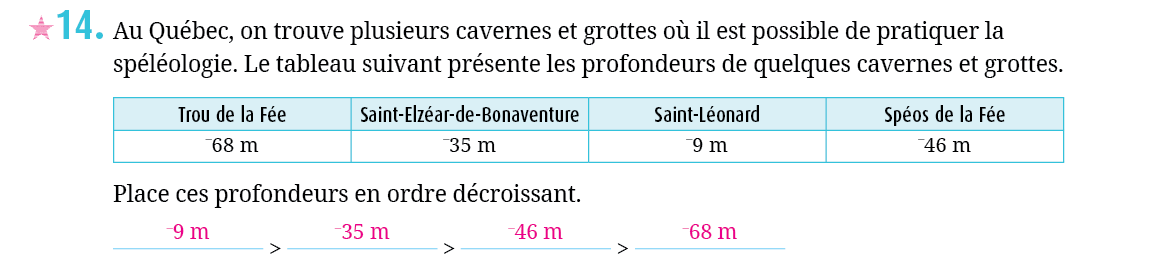 14. Au Québec, on trouve plusieurs cavernes et grottes où il est possible de pratiquer la
spéléologie. Le tableau suivant présente les profondeurs de quelques cavernes et grottes.
Trou de la Fée Saint-Elzéar-de-Bonaventure Saint-Léonard Spéos de la Fée
⁻68 m ⁻35 m ⁻9 m ⁻46 m
Place ces profondeurs en ordre décroissant.
⁻9 m > ⁻35 m > ⁻46 m > ⁻68 m